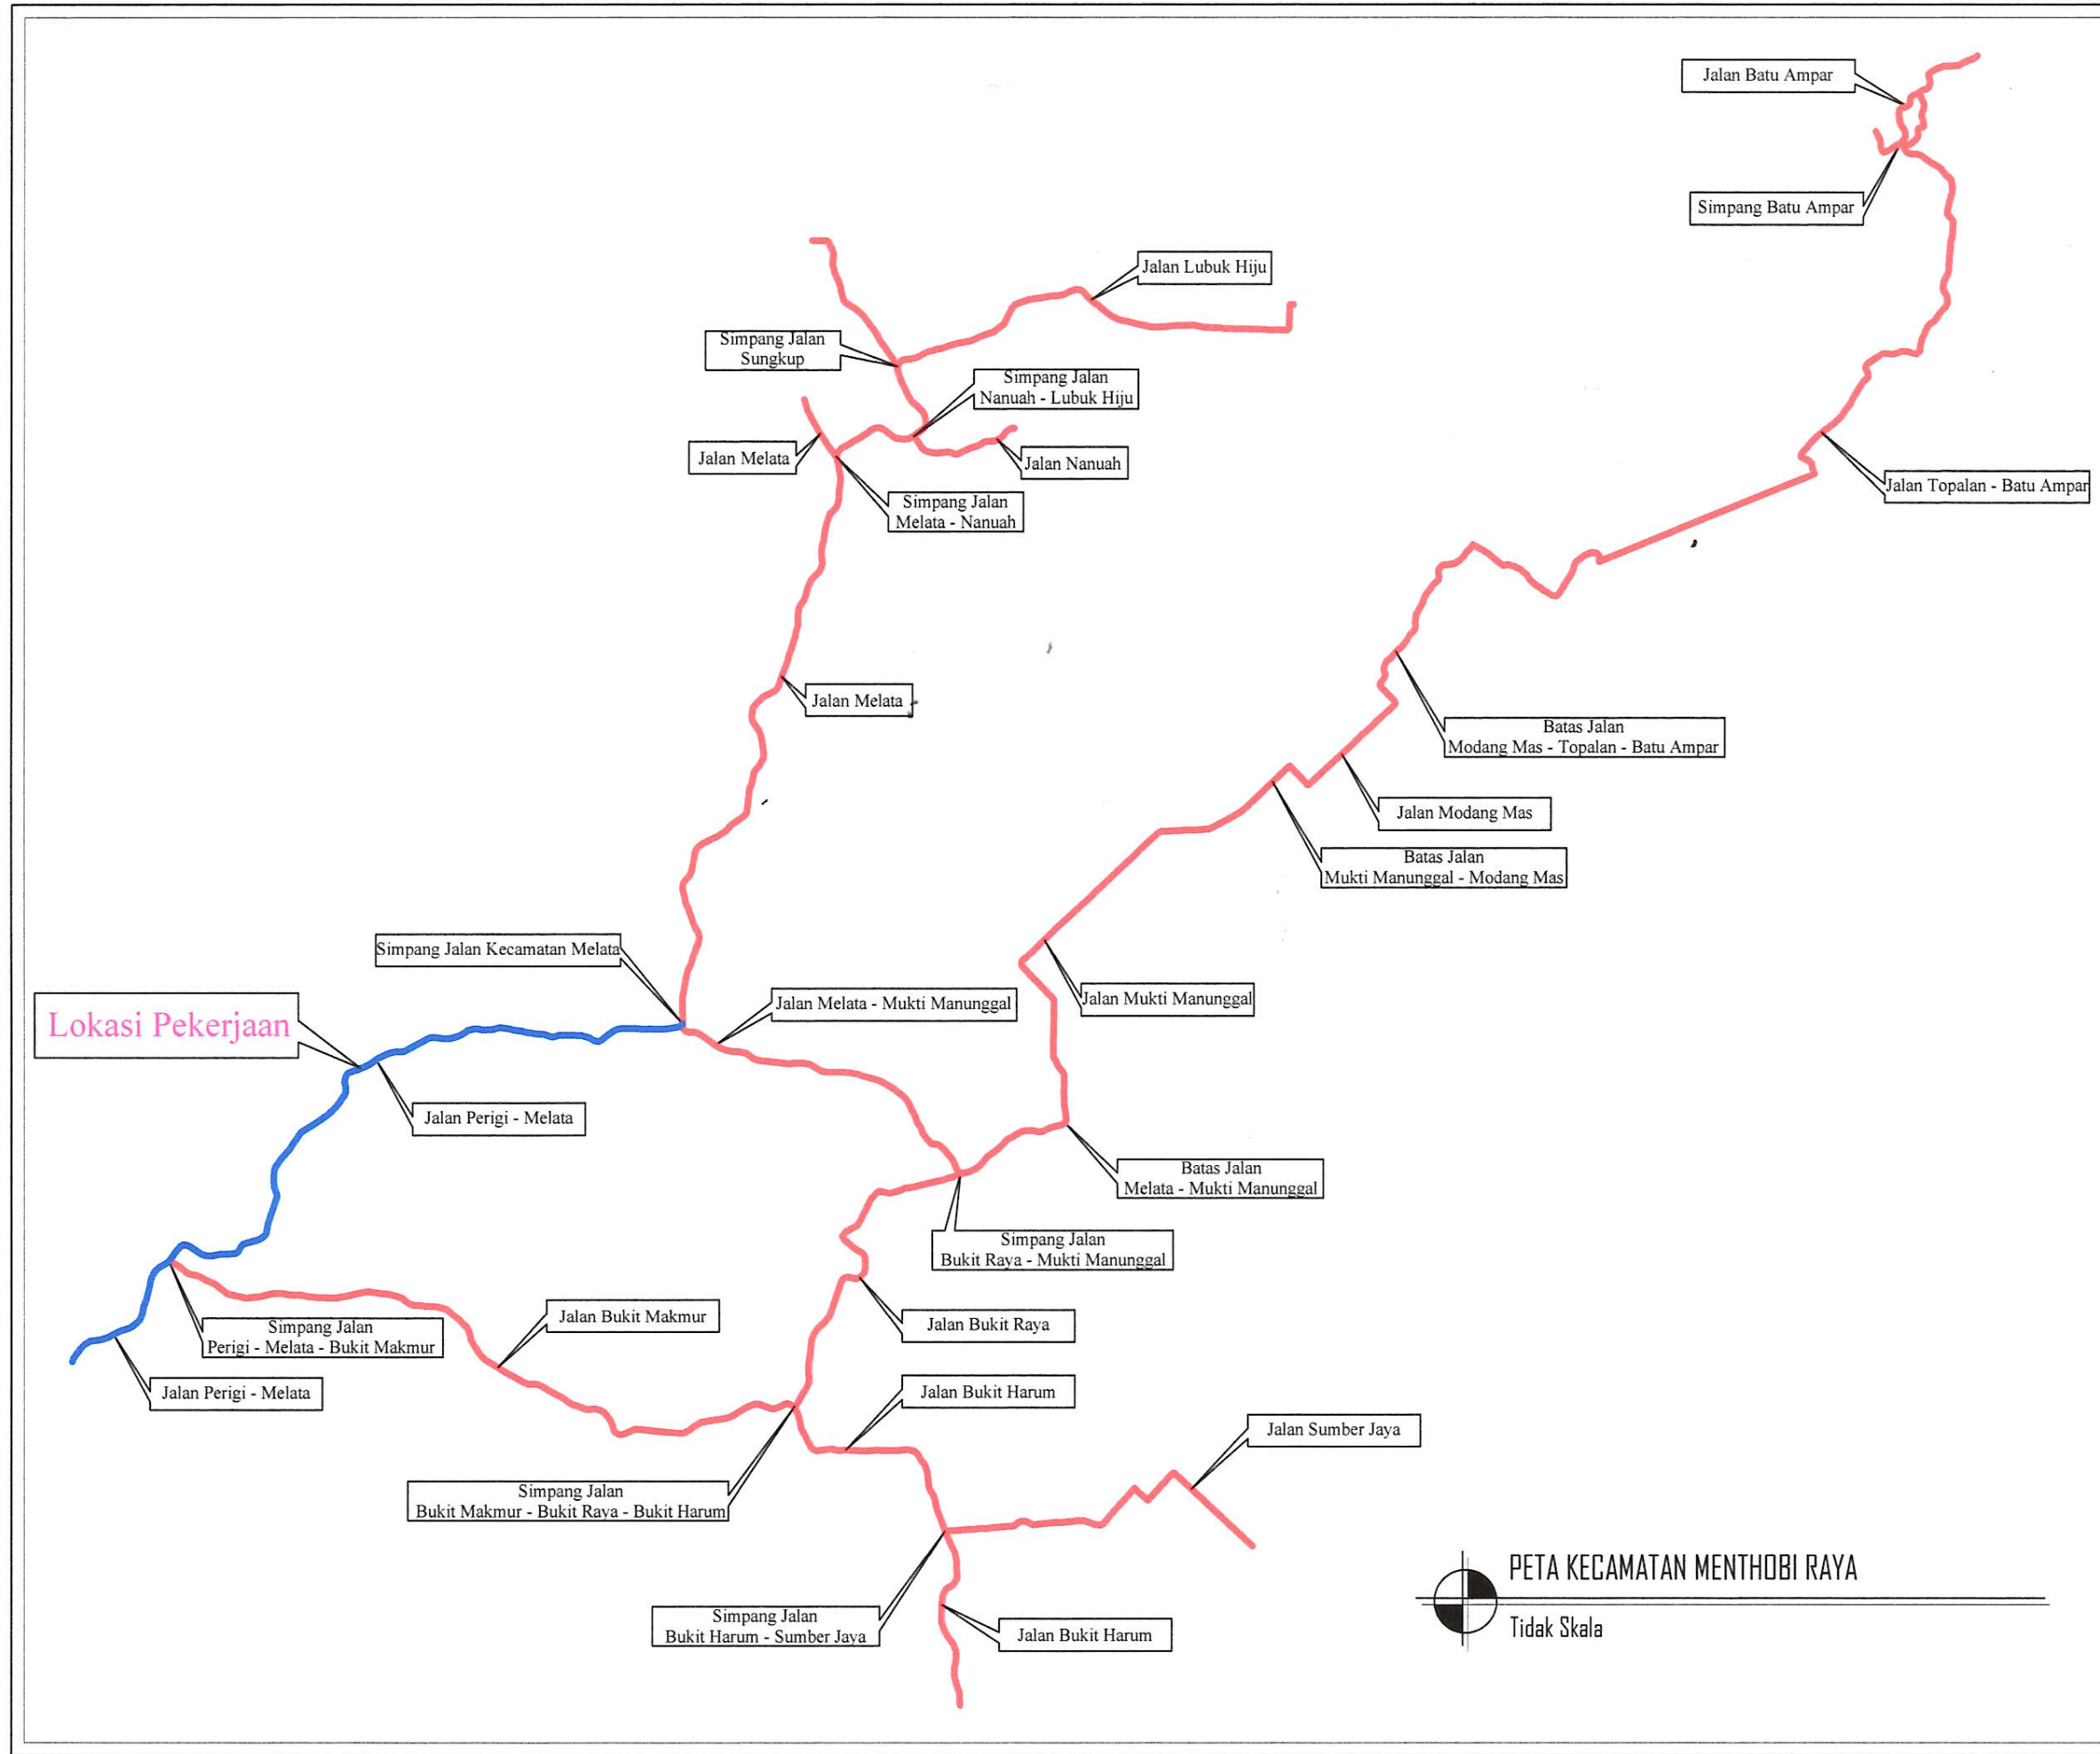 Jalan Batu Ampar
Simpang Batu Ampar
Jalan Lubuk Hiju
Simpang Jalan
Sungkup
Simpang Jalan
Nanuah - Lubuk Hiju
Jalan Melata
Jalan Nanuah
Simpang Jalan
Melata - Nanuah
Jalan Topalan - Batu Ampar
Jalan Melata
Batas Jalan
Modang Mas - Topalan - Batu Ampar
Jalan Modang Mas
Batas Jalan
Mukti Manunggal - Modang Mas
Simpang Jalan Kecamatan Melata
Jalan Melata - Mukti Manunggal
Jalan Mukti Manunggal
Lokasi Pekerjaan
Jalan Perigi - Melata
Batas Jalan
Melata - Mukti Manunggal
Simpang Jalan
Bukit Raya - Mukti Manunggal
Simpang Jalan
Perigi - Melata - Bukit Makmur
Jalan Bukit Makmur
Jalan Bukit Raya
Jalan Perigi - Melata
Jalan Bukit Harum
Jalan Sumber Jaya
Simpang Jalan
Bukit Makmur - Bukit Raya - Bukit Harum
Simpang Jalan
Bukit Harum - Sumber Jaya
Jalan Bukit Harum
PETA KECAMATAN MENTHOBI RAYA
Tidak Skala